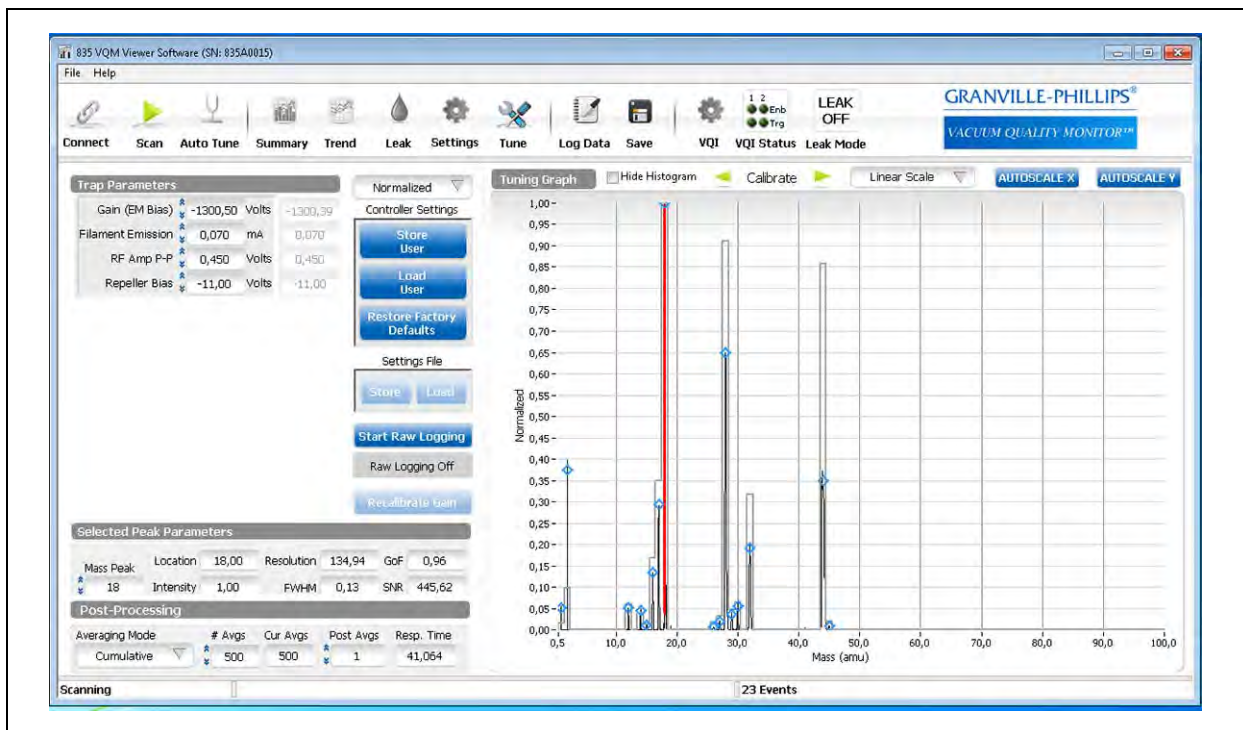 835 VQM Viewer Software (SN: 835A0015)
File Help
Connect Scan Auto Tune Summary Trend Leak Settings Tune Log Data Save VQI VQI Status Leak Mode
1 2
Enb
Trg
LEAK
OFF
GRANVILLE-PHILLIPS®
VACUUM QUALITY MONITOR™
Trap Parameters
Gain (EM Bias) -1300,50 Volts -1300,39
Filament Emission 0,070 mA 0,070
RF Amp P-P 0,450 Volts 0,450
Repeller Bias -11,00 Volts -11,00
Normalized
Controller Settings
Store
User
Load
User
Restore Factory
Defaults
Settings File
Store Load
Start Raw Logging
Raw Logging Off
Recalibrate Gain
Selected Peak Parameters
Mass Peak Location 18,00 Resolution 134,94 GoF 0,96
18 Intensity 1,00 FWHM 0,13 SNR 445,62
Post-Processing
Averaging Mode # Avgs Cur Avgs Post Avgs Resp. Time
Cumulative 500 500 1 41,064
Tuning Graph Hide Histogram Calibrate Linear Scale AUTOSCALE X AUTOSCALE Y
1,00
0,95
0,90
0,85
0,80
0,75
0,70
0,65
0,60
0,55
0,50
0,45
0,40
0,35
0,30
0,25
0,20
0,15
0,10
0,05
0,00
Normalized
0,5 10,0 20,0 30,0 40,0 50,0 60,0 70,0 80,0 90,0 100,0
Mass (amu)
Scanning 23 Events